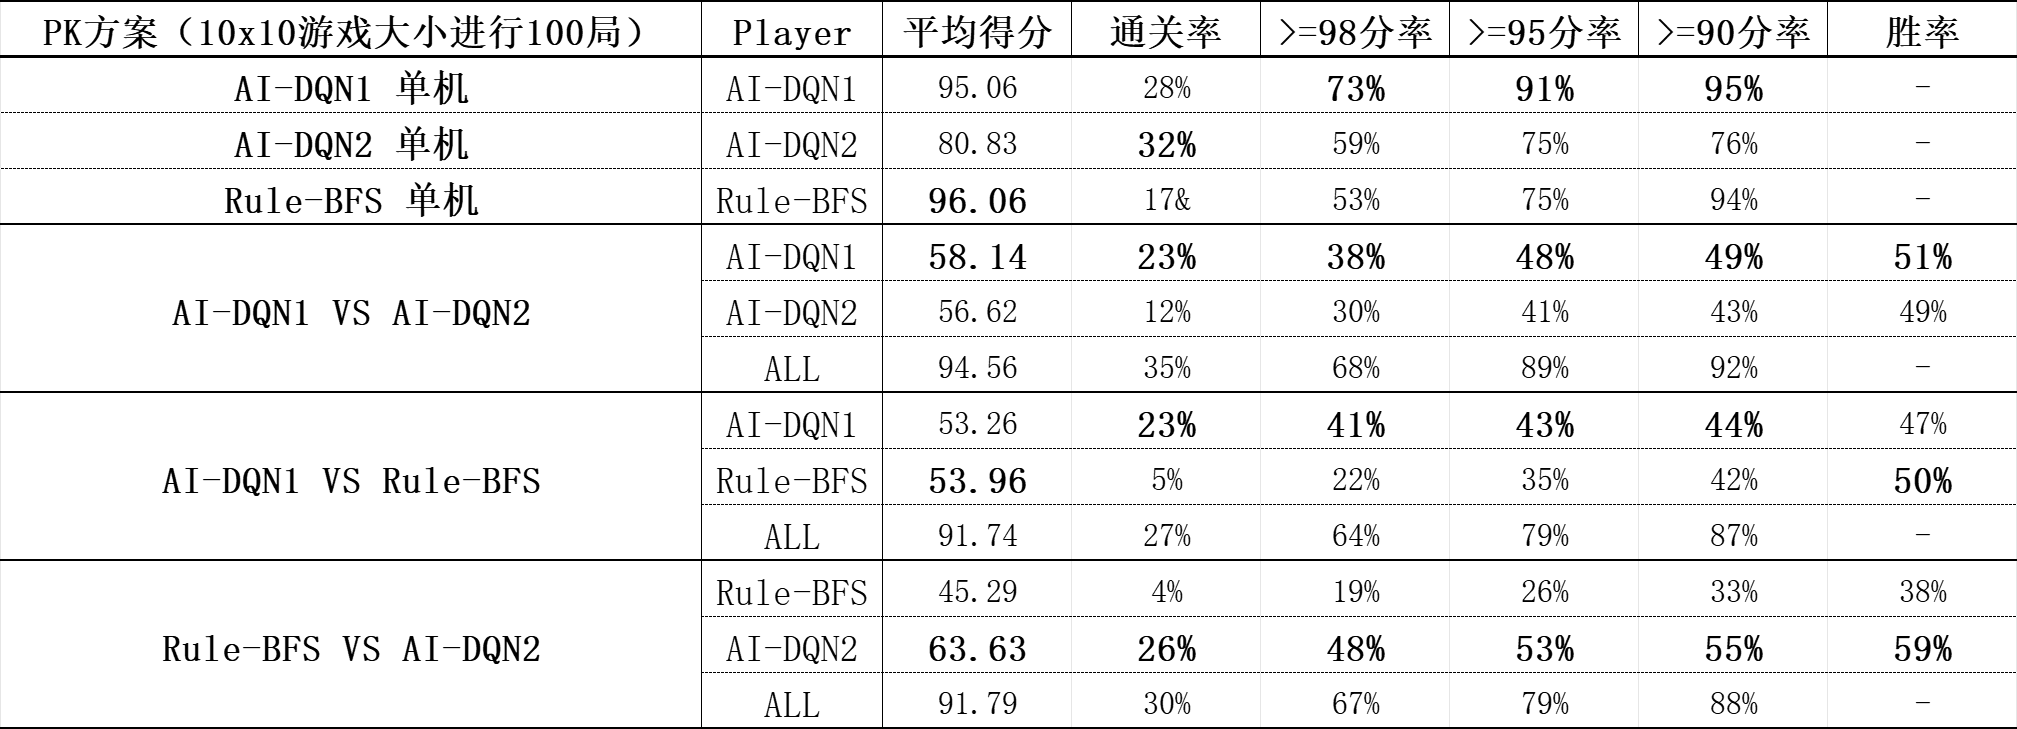 PK方案（10x10游戏大小进行100局） Player 平均得分 通关率 >=98分率 >=95分率 >=90分率 胜率
AI-DQN1 单机 AI-DQN1 95.06 28% 73% 91% 95% -
AI-DQN2 单机 AI-DQN2 80.83 32% 59% 75% 76% -
Rule-BFS 单机 Rule-BFS 96.06 17& 53% 75% 94% -
AI-DQN1 VS AI-DQN2
AI-DQN1 58.14 23% 38% 48% 49% 51%
AI-DQN2 56.62 12% 30% 41% 43% 49%
ALL 94.56 35% 68% 89% 92% -
AI-DQN1 VS Rule-BFS
AI-DQN1 53.26 23% 41% 43% 44% 47%
Rule-BFS 53.96 5% 22% 35% 42% 50%
ALL 91.74 27% 64% 79% 87% -
Rule-BFS VS AI-DQN2
Rule-BFS 45.29 4% 19% 26% 33% 38%
AI-DQN2 63.63 26% 48% 53% 55% 59%
ALL 91.79 30% 67% 79% 88% -